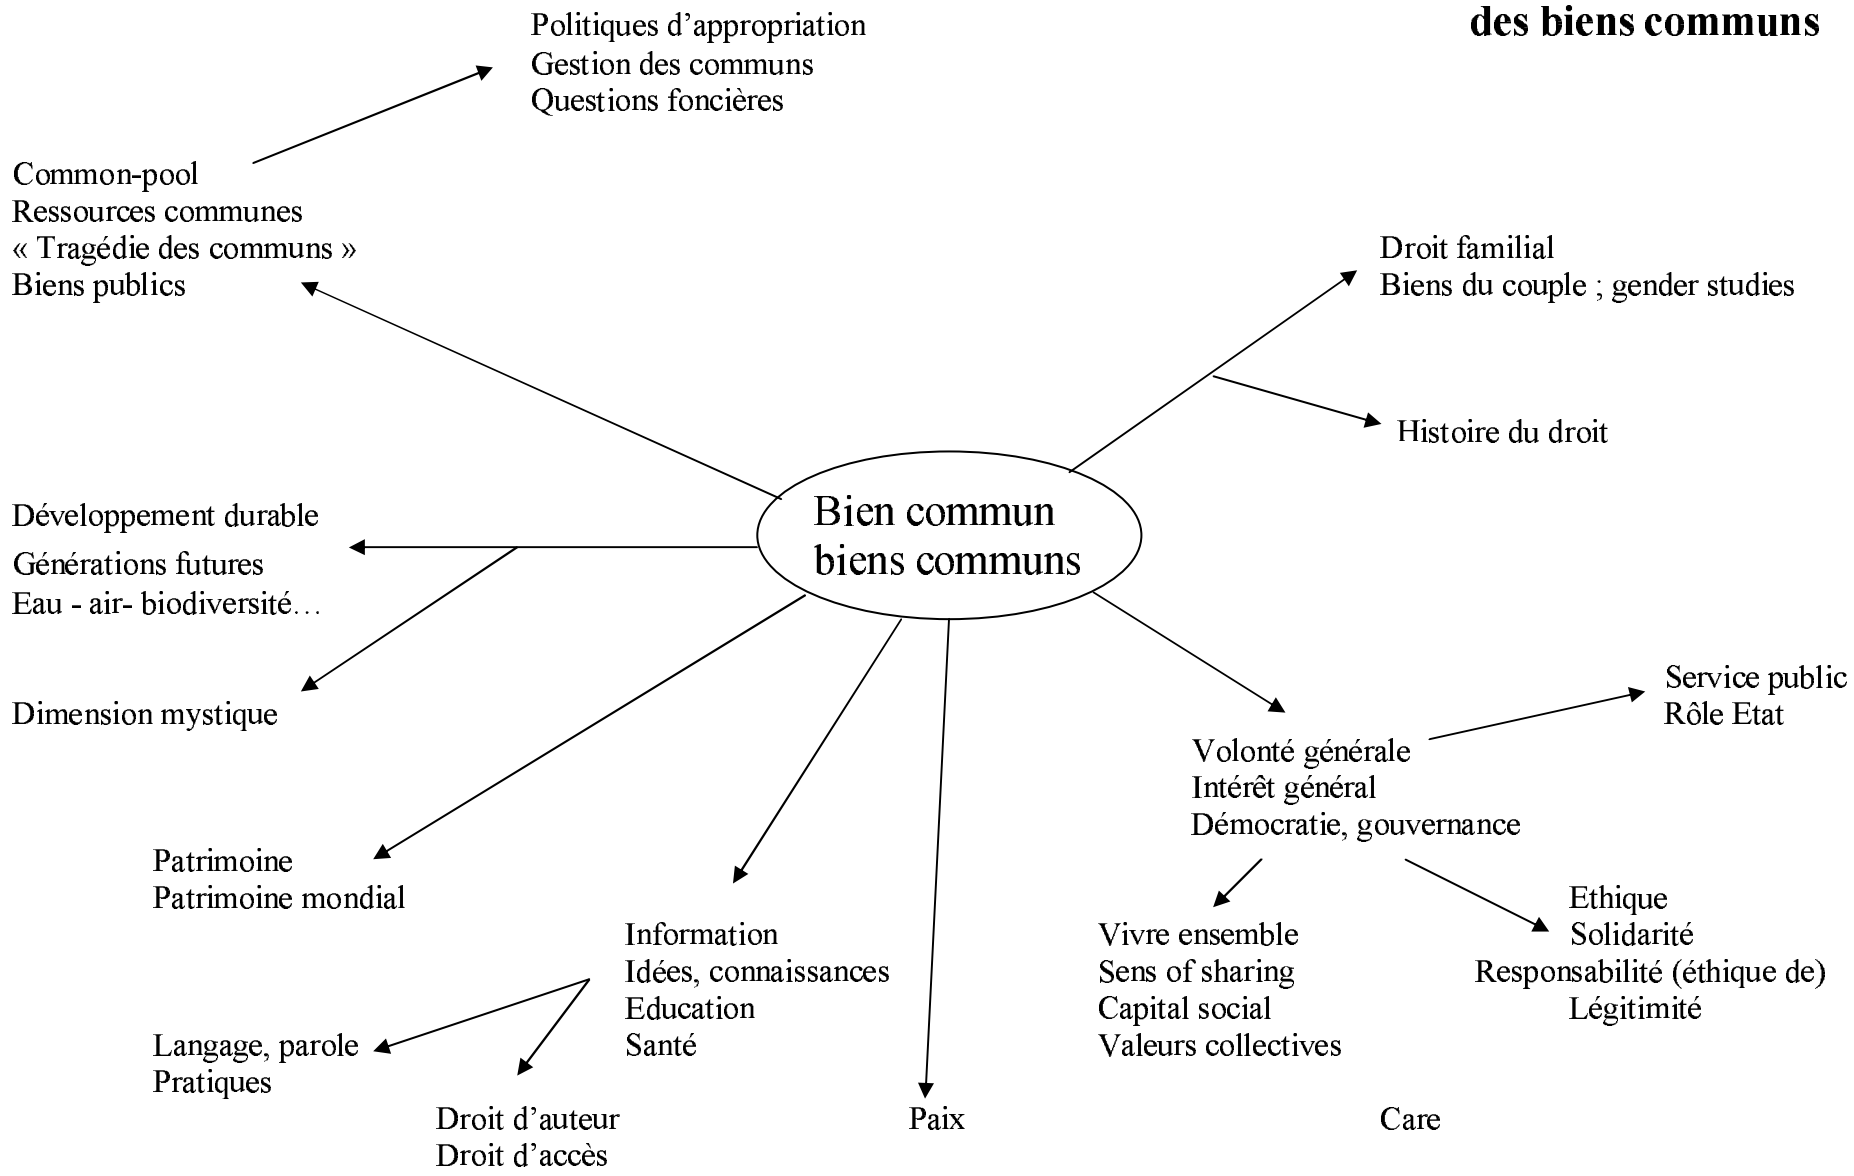 des biens communs
Politiques d’appropriation
Gestion des communs
Questions foncières
Common-pool
Ressources communes
« Tragédie des communs »
Biens publics
Droit familial
Biens du couple ; gender studies
Histoire du droit
Bien commun
biens communs
Développement durable
Générations futures
Eau - air- biodiversité…
Dimension mystique
Service public
Rôle Etat
Volonté générale
Intérêt général
Démocratie, gouvernance
Patrimoine
Patrimoine mondial
Information
Idées, connaissances
Education
Santé
Vivre ensemble
Sens of sharing
Capital social
Valeurs collectives
Ethique
Solidarité
Responsabilité (éthique de)
Légitimité
Langage, parole
Pratiques
Droit d’auteur
Droit d’accès
Paix
Care